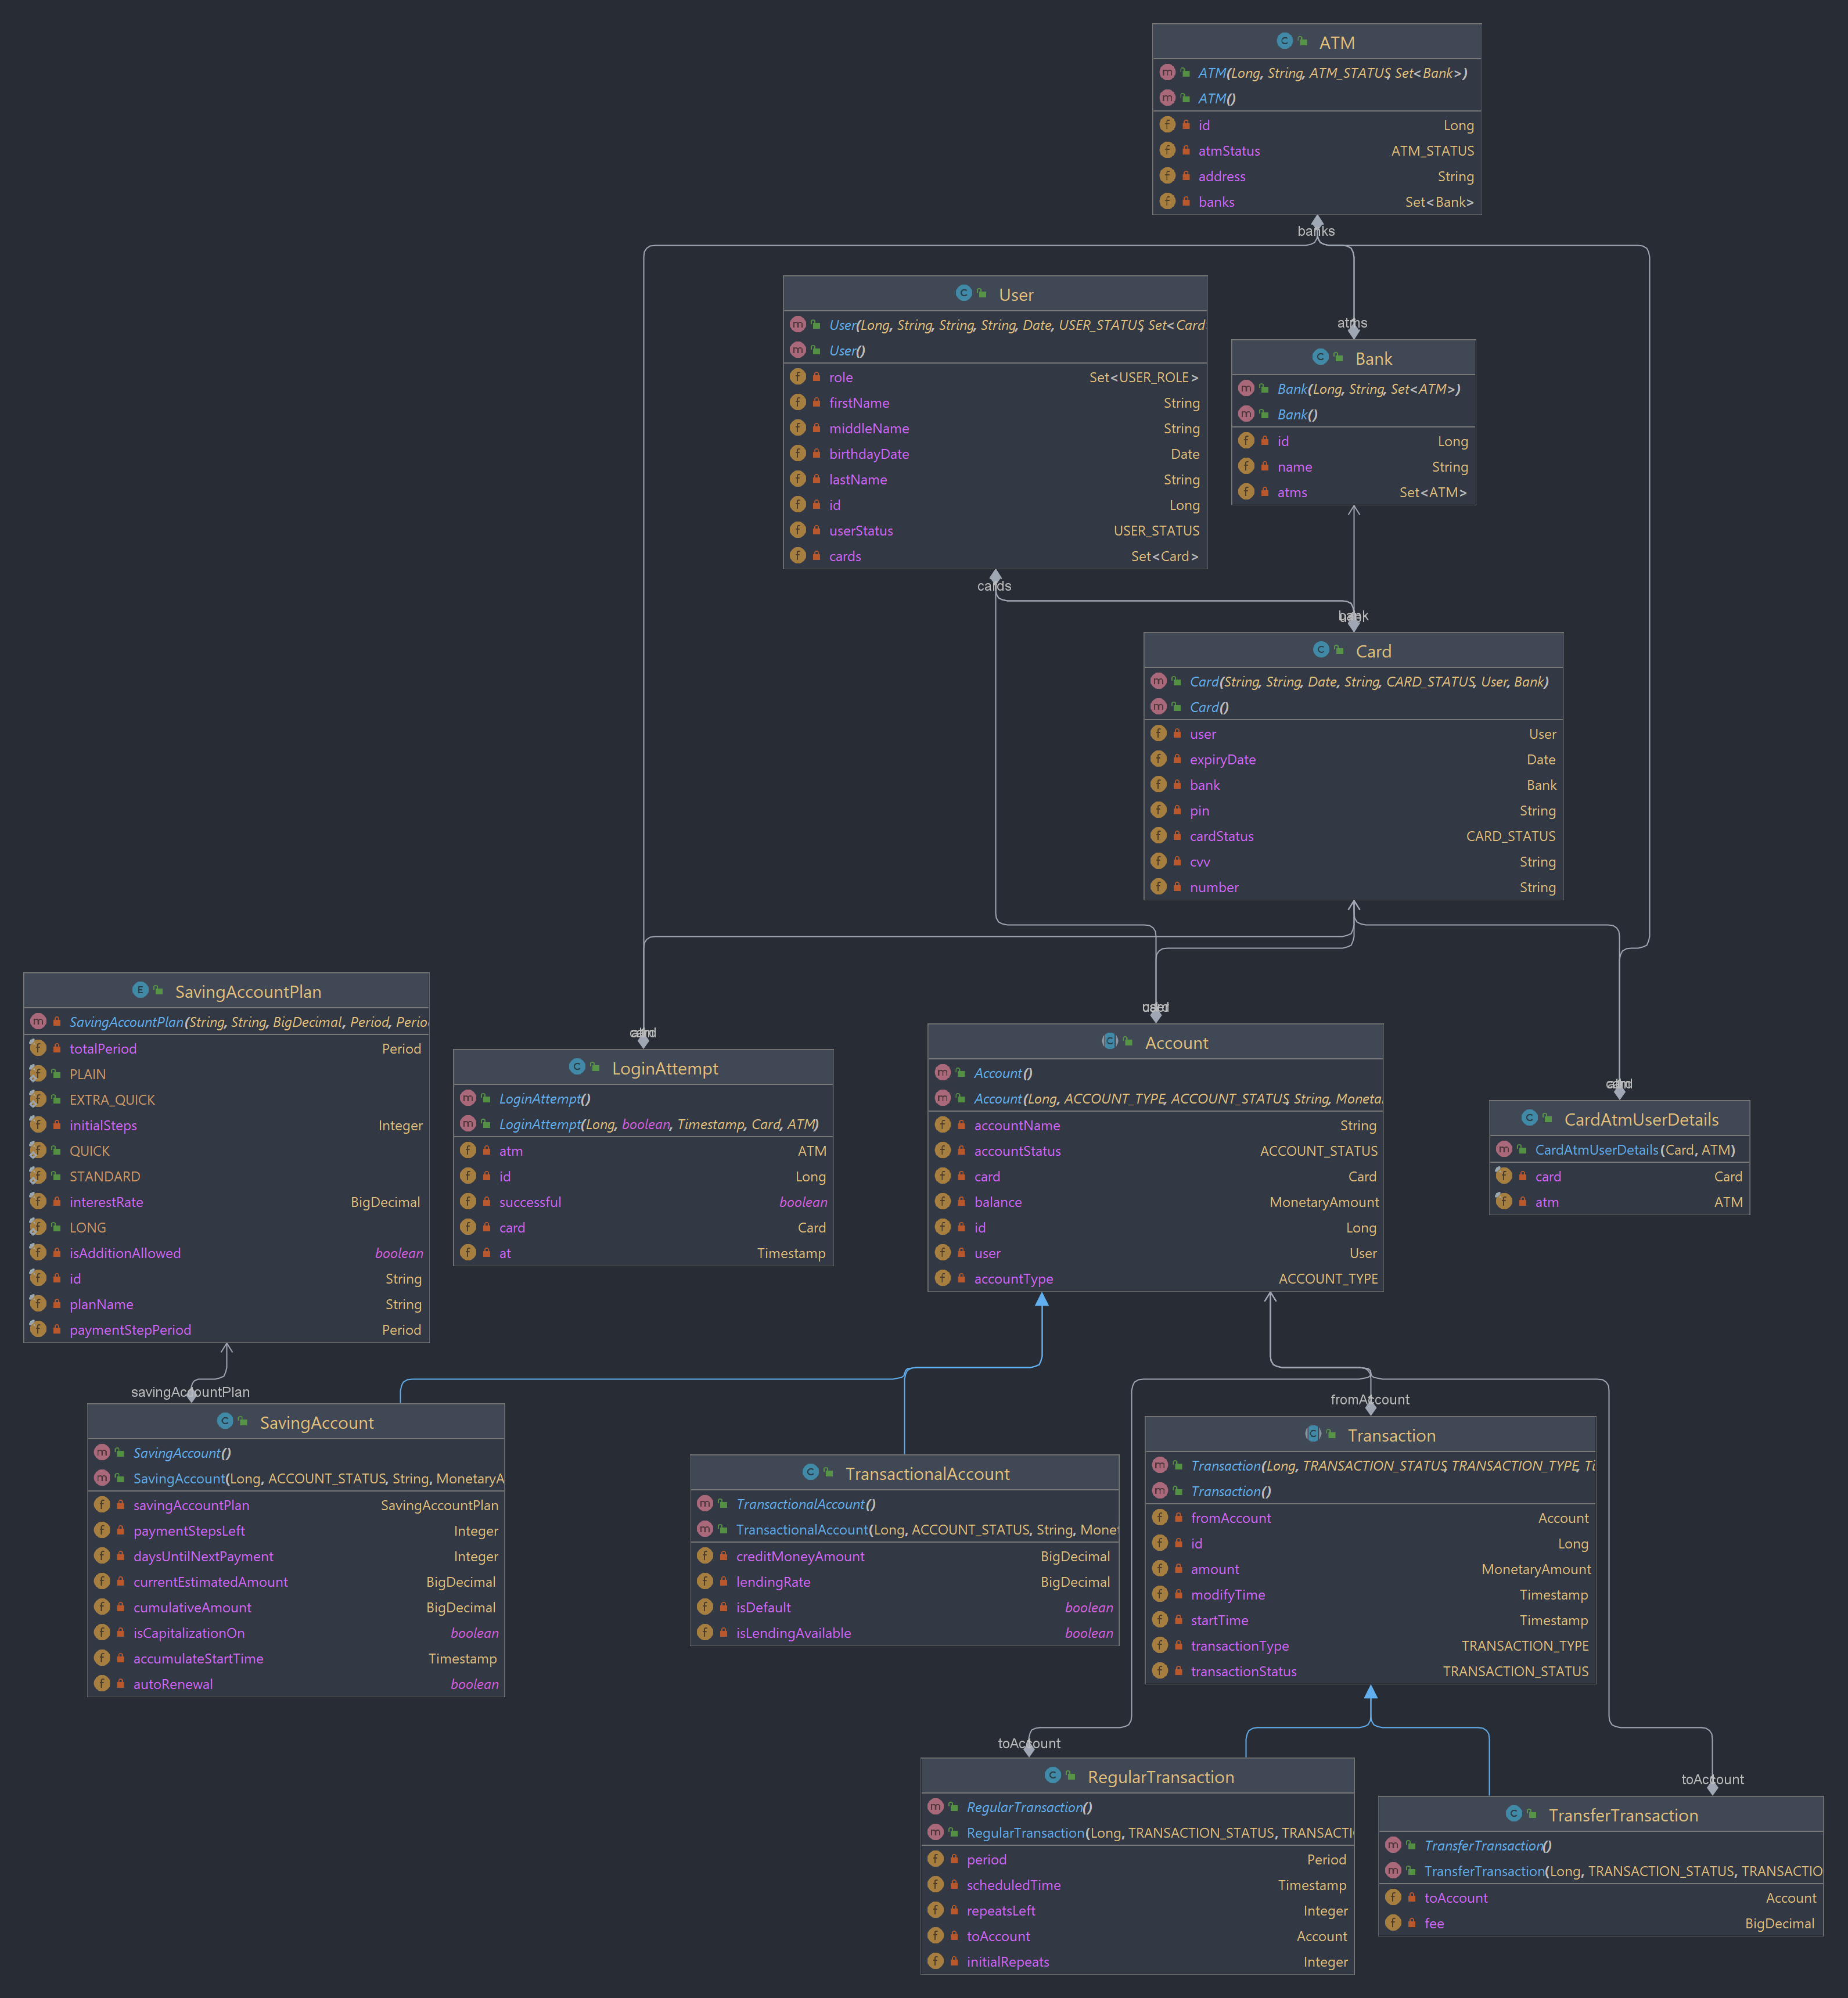 ATM
ATM(Long, String, ATM_STATUS, Set<Bank>)
ATM()
id Long
atmStatus ATM_STATUS
address String
banks Set<Bank>
banks
User
User(Long, String, String, String, Date, USER_STATUS, Set<Card
User()
role Set<USER_ROLE>
firstName String
middleName String
birthdayDate Date
lastName String
id Long
userStatus USER_STATUS
cards Set<Card>
cards
atms
Bank
Bank(Long, String, Set<ATM>)
Bank()
id Long
name String
atms Set<ATM>
bank
Card
Card(String, String, Date, String, CARD_STATUS, User, Bank)
Card()
user User
expiryDate Date
bank Bank
pin String
cardStatus CARD_STATUS
cvv String
number String
SavingAccountPlan
SavingAccountPlan(String, String, BigDecimal, Period, Perio
totalPeriod Period
PLAIN
EXTRA_QUICK
initialSteps Integer
QUICK
STANDARD
interestRate BigDecimal
LONG
isAdditionAllowed boolean
id String
planName String
paymentStepPeriod Period
LoginAttempt
LoginAttempt()
LoginAttempt(Long, boolean, Timestamp, Card, ATM)
atm ATM
id Long
successful boolean
card Card
at Timestamp
Account
Account()
Account(Long, ACCOUNT_TYPE, ACCOUNT_STATUS, String, Moneta
accountName String
accountStatus ACCOUNT_STATUS
card Card
balance MonetaryAmount
id Long
user User
accountType ACCOUNT_TYPE
CardAtmUserDetails
CardAtmUserDetails(Card, ATM)
card Card
atm ATM
savingAccountPlan
SavingAccount
SavingAccount()
SavingAccount(Long, ACCOUNT_STATUS, String, MonetaryA
savingAccountPlan SavingAccountPlan
paymentStepsLeft Integer
daysUntilNextPayment Integer
currentEstimatedAmount BigDecimal
cumulativeAmount BigDecimal
isCapitalizationOn boolean
accumulateStartTime Timestamp
autoRenewal boolean
TransactionalAccount
TransactionalAccount()
TransactionalAccount(Long, ACCOUNT_STATUS, String, Monet
creditMoneyAmount BigDecimal
lendingRate BigDecimal
isDefault boolean
isLendingAvailable boolean
fromAccount
Transaction
Transaction(Long, TRANSACTION_STATUS, TRANSACTION_TYPE, Ti
Transaction()
fromAccount Account
id Long
amount MonetaryAmount
modifyTime Timestamp
startTime Timestamp
transactionType TRANSACTION_TYPE
transactionStatus TRANSACTION_STATUS
toAccount
RegularTransaction
RegularTransaction()
RegularTransaction(Long, TRANSACTION_STATUS, TRANSACTI
period Period
scheduledTime Timestamp
repeatsLeft Integer
toAccount Account
initialRepeats Integer
toAccount
TransferTransaction
TransferTransaction()
TransferTransaction(Long, TRANSACTION_STATUS, TRANSACTIO
toAccount Account
fee BigDecimal